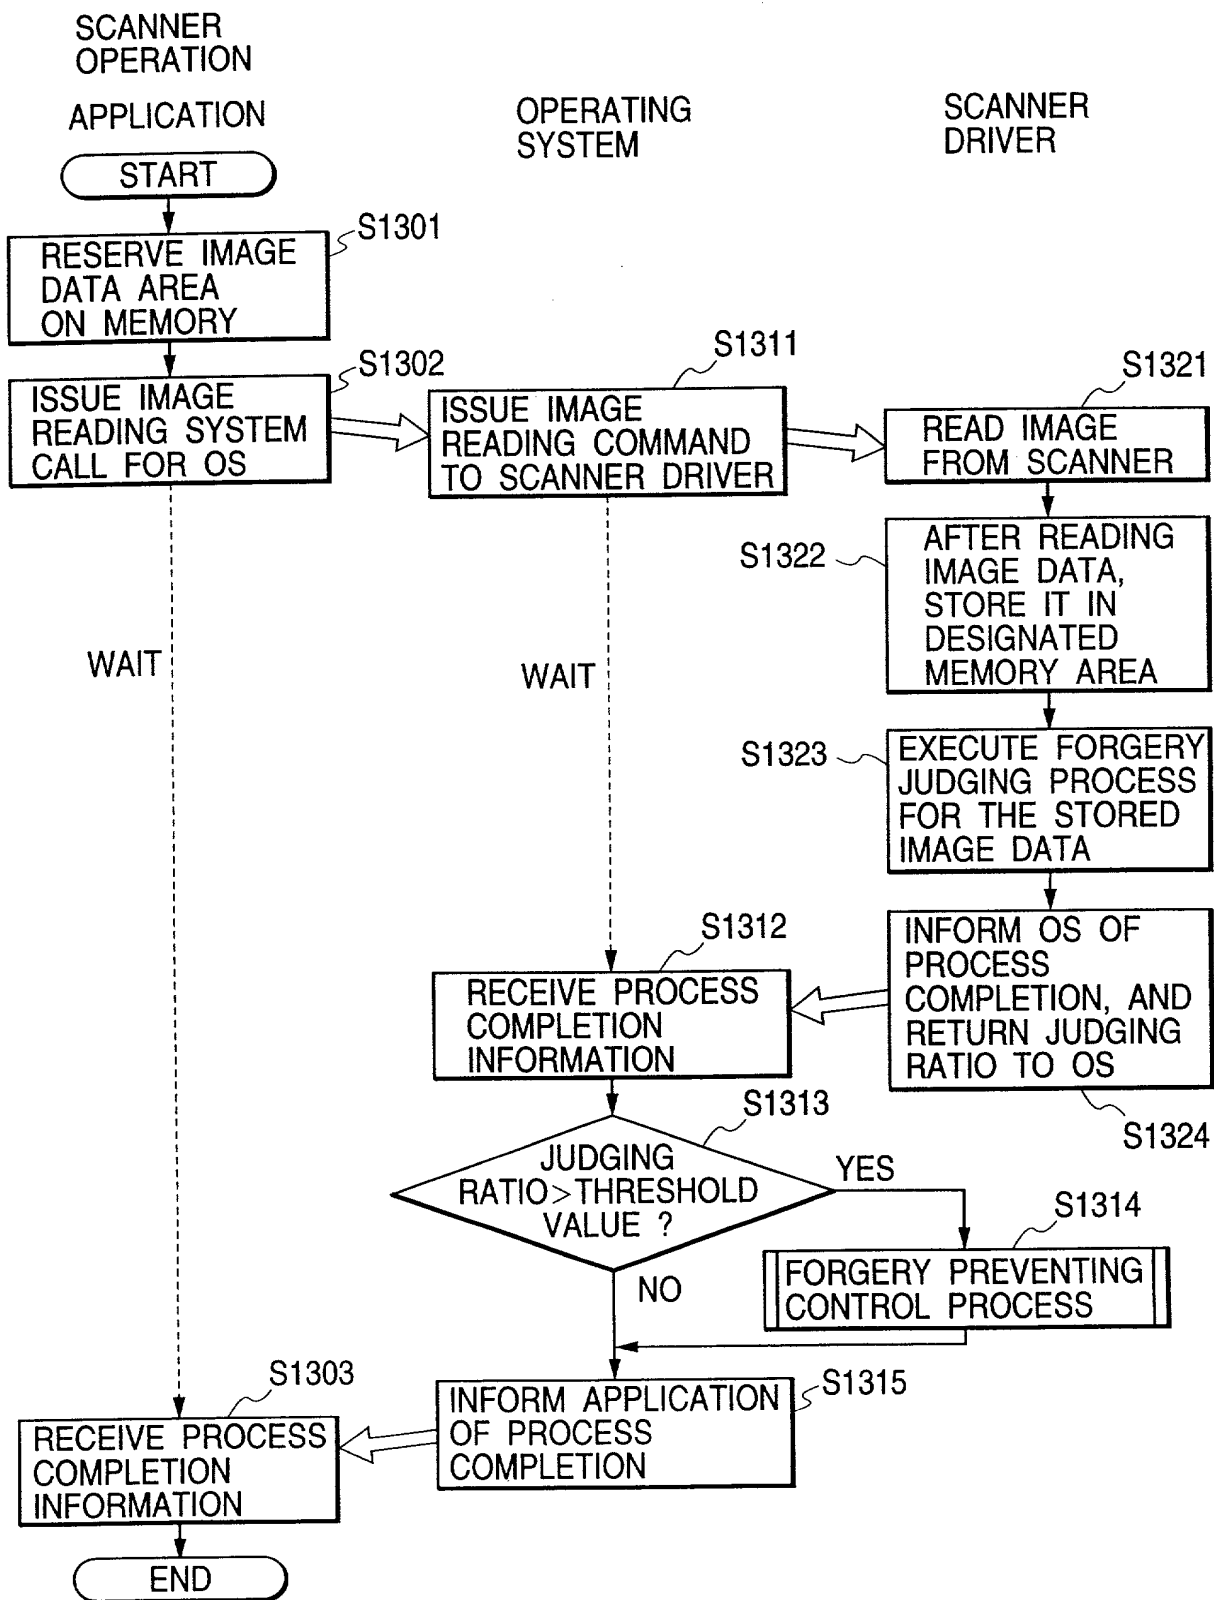 SCANNER
OPERATION
APPLICATION
OPERATING
SYSTEM
SCANNER
DRIVER
START
S1301
RESERVE IMAGE
DATA AREA
ON MEMORY
S1302
ISSUE IMAGE
READING SYSTEM
CALL FOR OS
S1311
ISSUE IMAGE
READING COMMAND
TO SCANNER DRIVER
S1321
READ IMAGE
FROM SCANNER
S1322
AFTER READING
IMAGE DATA,
STORE IT IN
DESIGNATED
MEMORY AREA
WAIT
WAIT
S1323
EXECUTE FORGERY
JUDGING PROCESS
FOR THE STORED
IMAGE DATA
S1312
RECEIVE PROCESS
COMPLETION
INFORMATION
INFORM OS OF
PROCESS
COMPLETION, AND
RETURN JUDGING
RATIO TO OS
S1324
S1313
JUDGING
RATIO>THRESHOLD
VALUE ?
YES
NO
S1314
FORGERY PREVENTING
CONTROL PROCESS
S1315
INFORM APPLICATION
OF PROCESS
COMPLETION
S1303
RECEIVE PROCESS
COMPLETION
INFORMATION
END